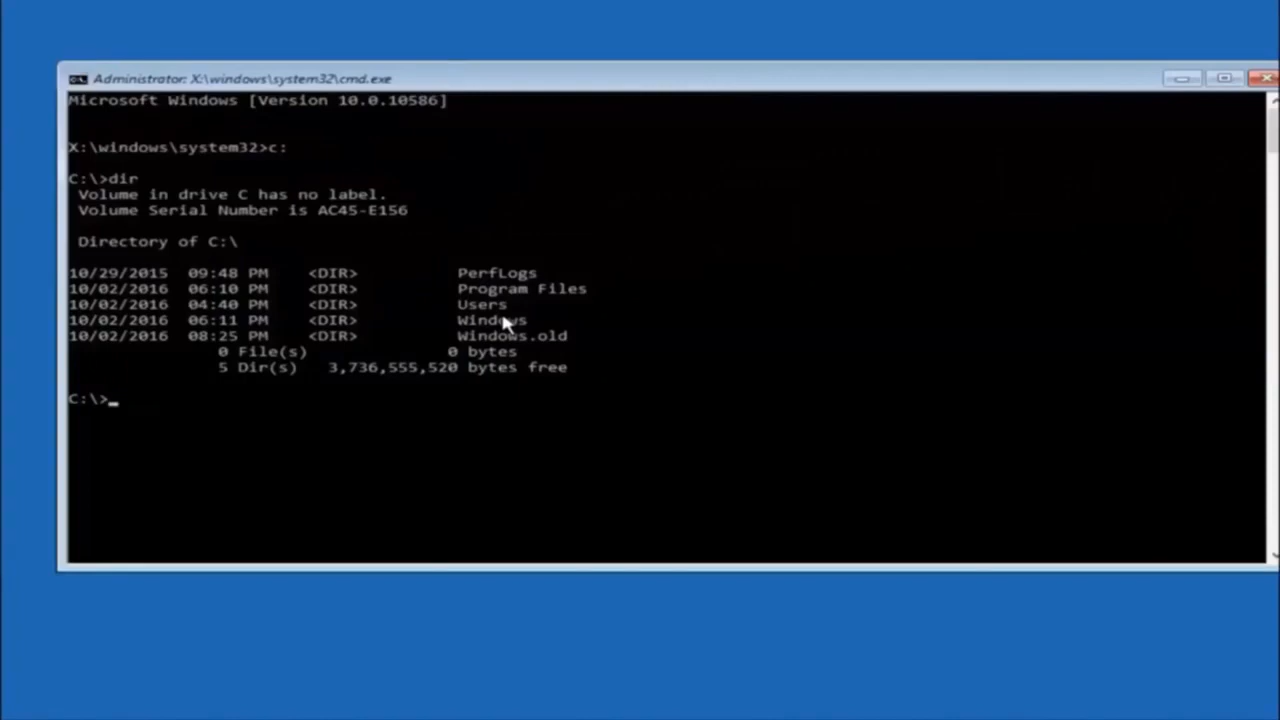 Administrator: X:\windows\system32\cmd.exe
Microsoft Windows [Version 10.0.10586]
X:\windows\system32>c:
C:\>dir
Volume in drive C has no label.
Volume Serial Number is AC45-E156
Directory of C:\
10/29/2015 09:48 PM <DIR> PerfLogs
10/02/2016 06:10 PM <DIR> Program Files
10/02/2016 04:40 PM <DIR> Users
10/02/2016 06:11 PM <DIR> Windows
10/02/2016 08:25 PM <DIR> Windows.old
0 File(s) 0 bytes
5 Dir(s) 3,736,555,520 bytes free
C:\>_